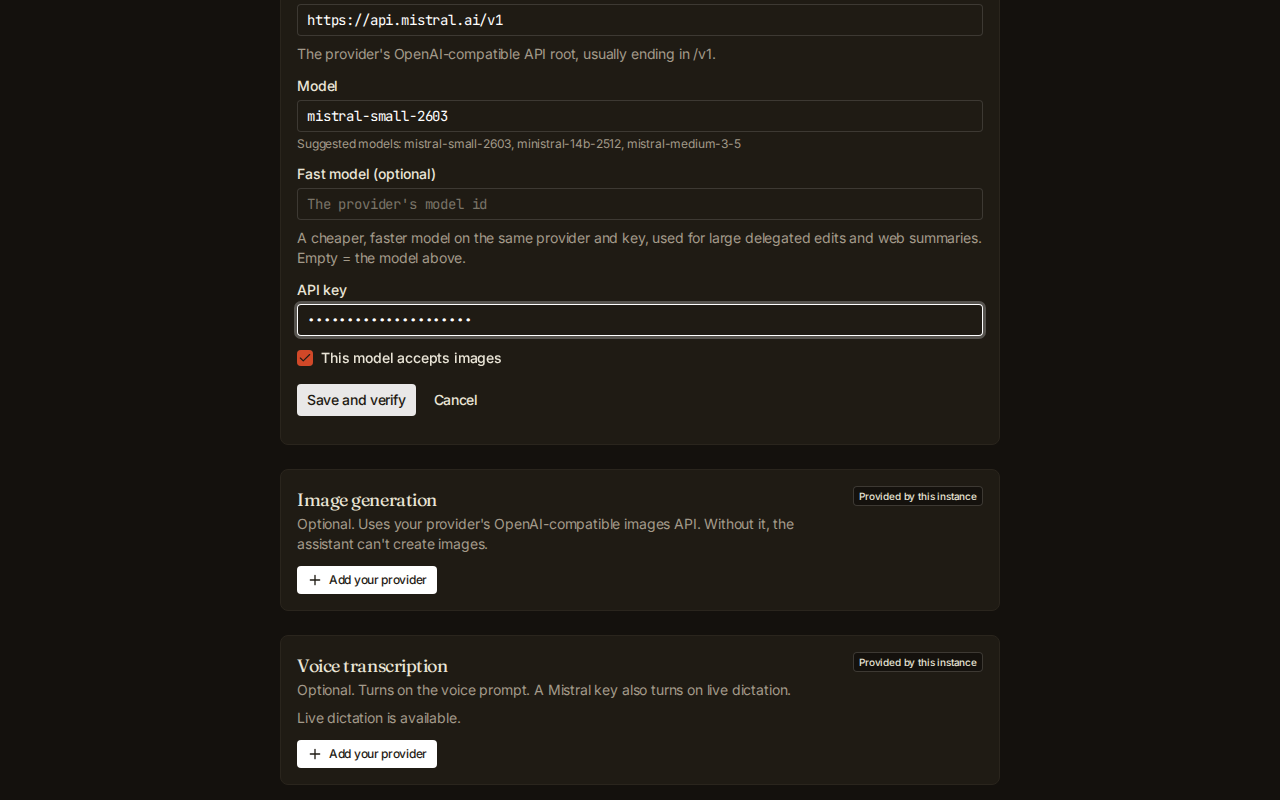 https://api.mistral.ai/v1
The provider's OpenAI-compatible API root, usually ending in /v1.
Model
mistral-small-2603
Suggested models: mistral-small-2603, ministral-14b-2512, mistral-medium-3-5
Fast model (optional)
The provider's model id
A cheaper, faster model on the same provider and key, used for large delegated edits and web summaries.
Empty = the model above.
API key
•••••••••••••••••••••
This model accepts images
Save and verify
Cancel
Image generation
Provided by this instance
Optional. Uses your provider's OpenAI-compatible images API. Without it, the
assistant can't create images.
Add your provider
Voice transcription
Provided by this instance
Optional. Turns on the voice prompt. A Mistral key also turns on live dictation.
Live dictation is available.
Add your provider